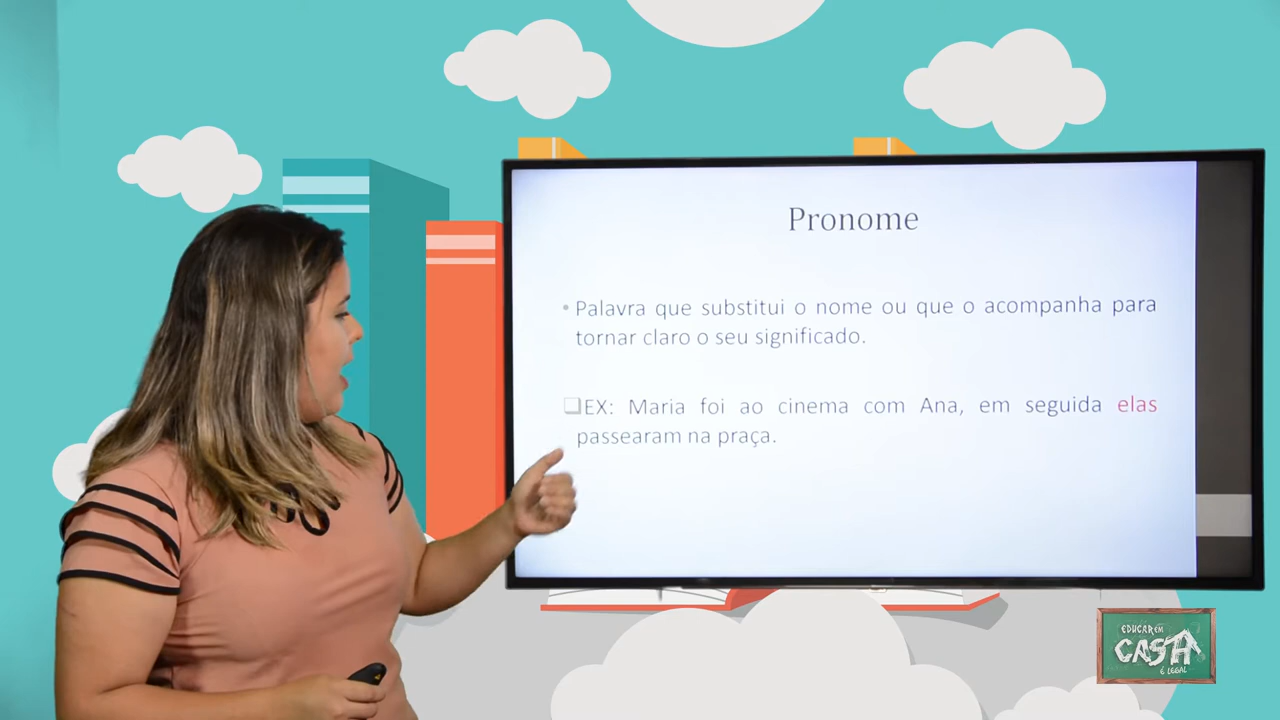 Pronome
• Palavra que substitui o nome ou que o acompanha para
tornar claro o seu significado.
❑EX: Maria foi ao cinema com Ana, em seguida elas
passearam na praça.
EDUCAR EM
CASA
É LEGAL